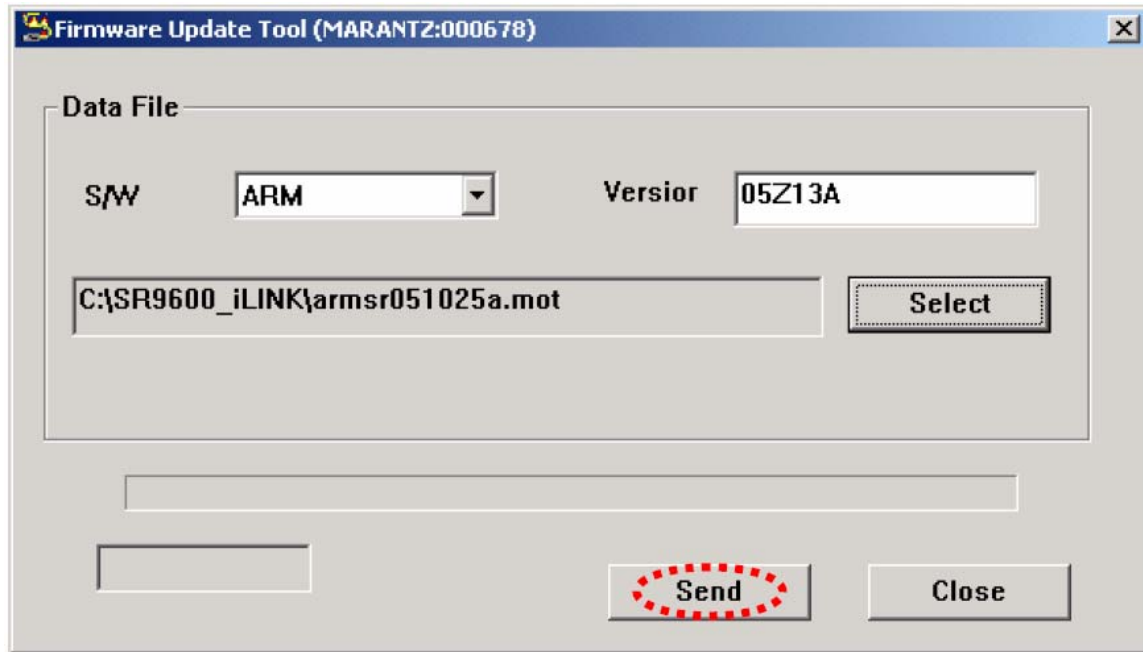 Firmware Update Tool (MARANTZ:000678)
Data File
S/W
ARM
Versior
05Z13A
C:\SR9600_iLINK\armsr051025a.mot
Select
Send
Close